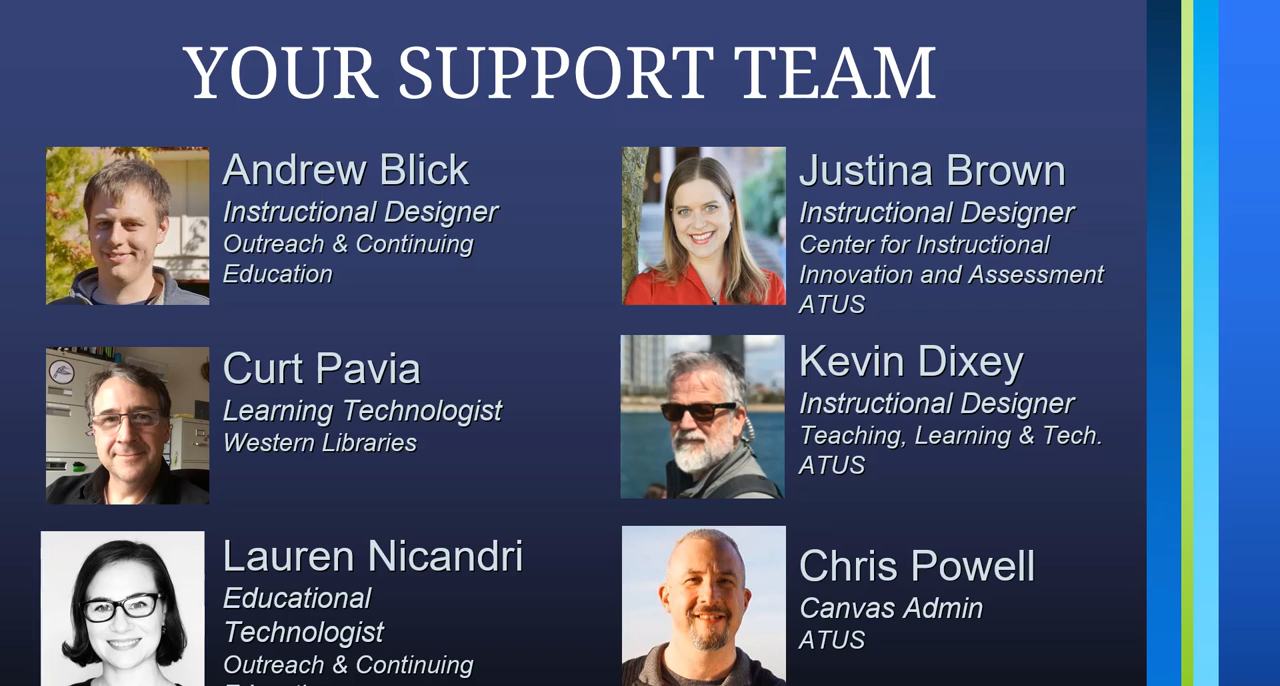 YOUR SUPPORT TEAM
Andrew Blick
Instructional Designer
Outreach & Continuing
Education
Justina Brown
Instructional Designer
Center for Instructional
Innovation and Assessment
ATUS
Curt Pavia
Learning Technologist
Western Libraries
Kevin Dixey
Instructional Designer
Teaching, Learning & Tech.
ATUS
Lauren Nicandri
Educational
Technologist
Outreach & Continuing
Chris Powell
Canvas Admin
ATUS